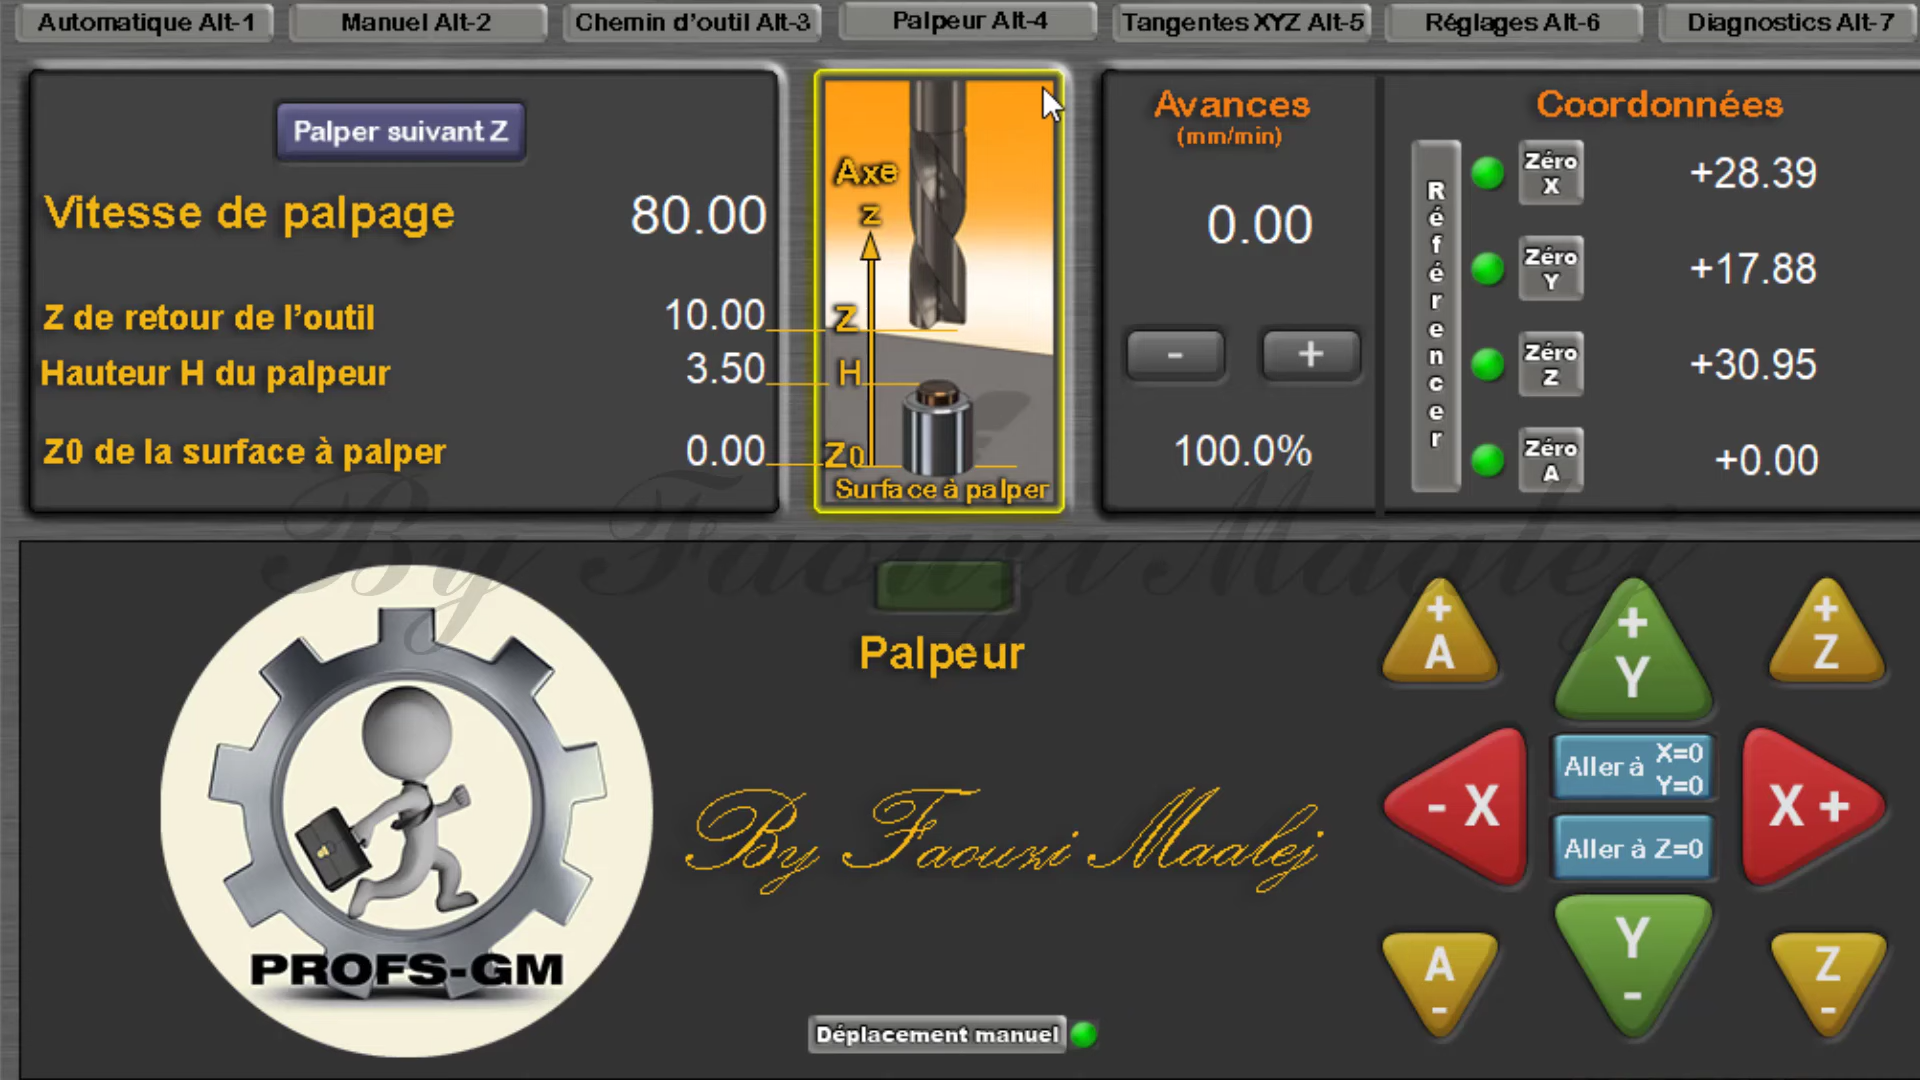 Automatique Alt-1
Manuel Alt-2
Chemin d'outil Alt-3
Palpeur Alt-4
Tangentes XYZ Alt-5
Réglages Alt-6
Diagnostics Alt-7
Palper suivant Z
Vitesse de palpage 80.00
Z de retour de l'outil 10.00
Hauteur H du palpeur 3.50
Z0 de la surface à palper 0.00
Axe
z
Z
H
Z0
Surface à palper
Avances
(mm/min)
0.00
- +
100.0%
Coordonnées
Référencer
Zéro
X
+28.39
Zéro
Y
+17.88
Zéro
Z
+30.95
Zéro
A
+0.00
By Faouzi Maalej
Palpeur
By Faouzi Maalej
PROFS-GM
Déplacement manuel
+
A
+
Y
+
Z
- X
Aller à X=0
Y=0
Aller à Z=0
X +
A
-
Y
-
Z
-